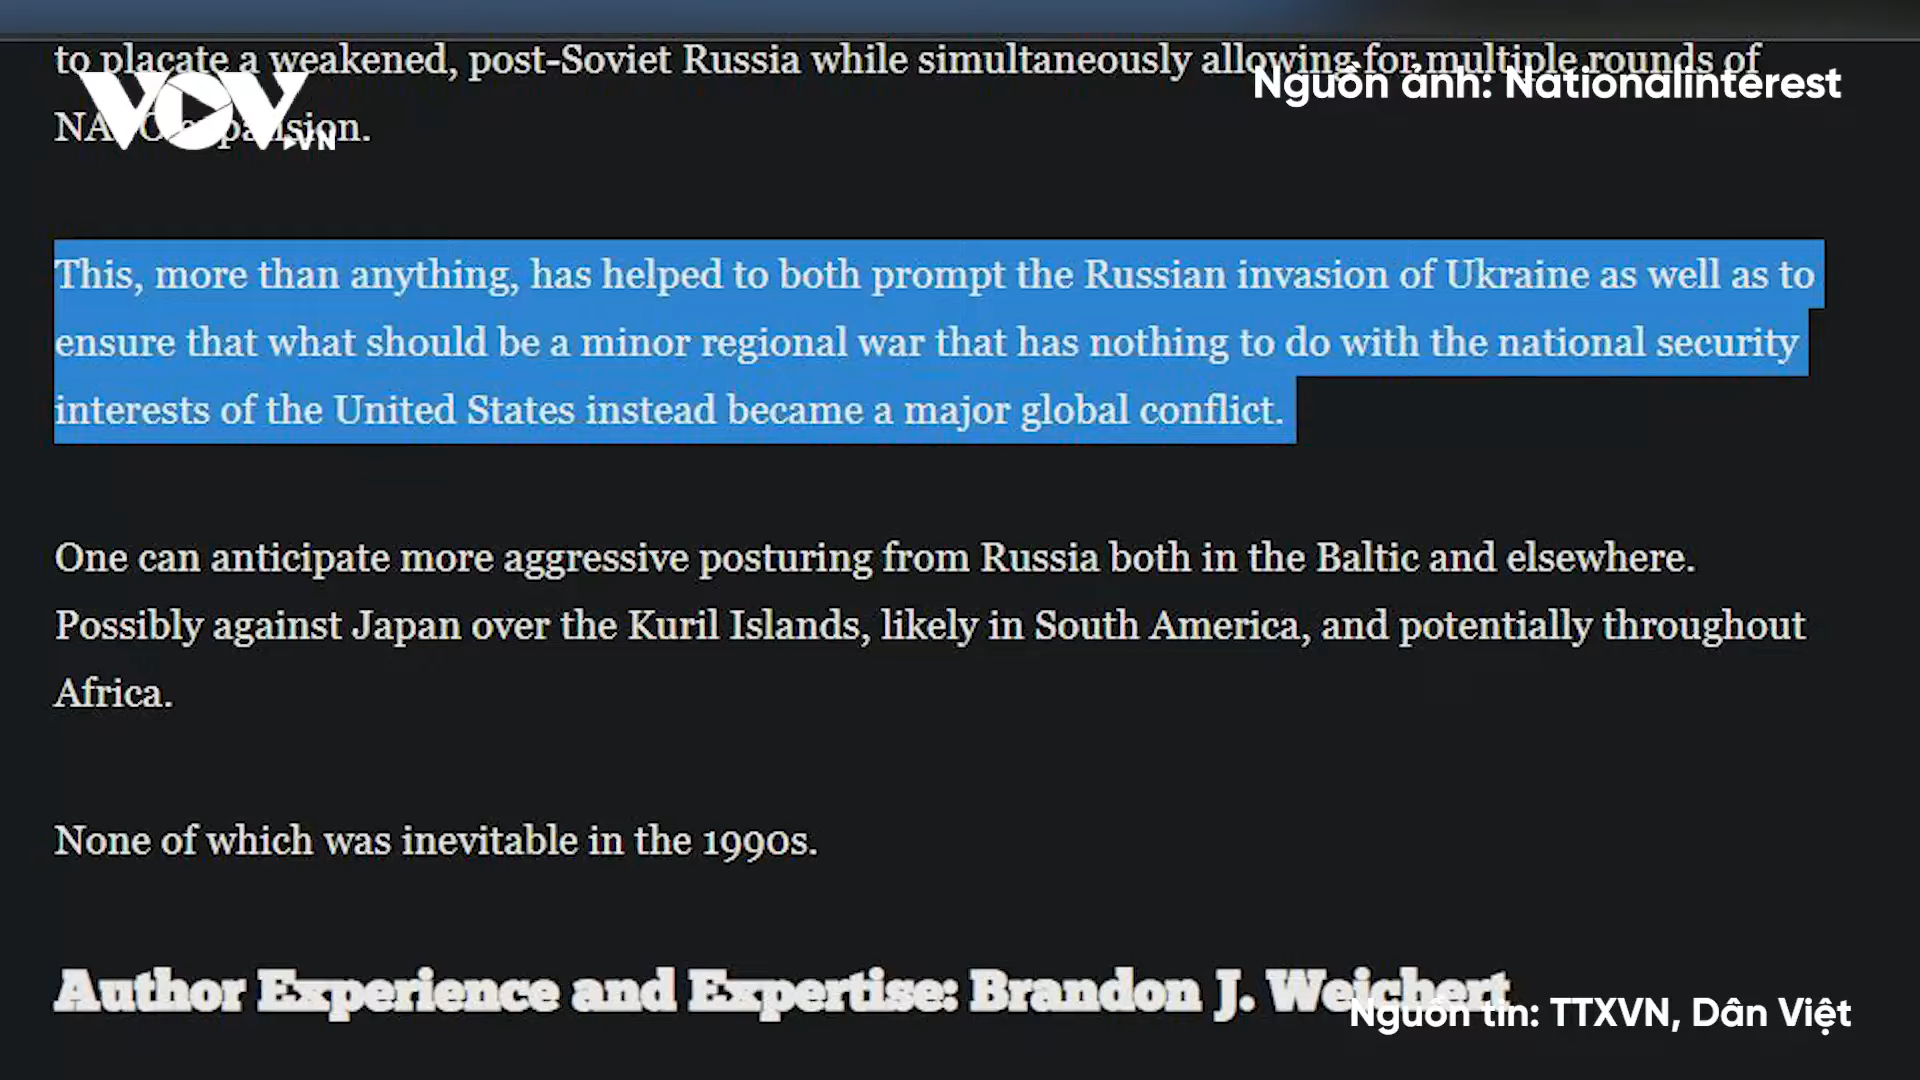 to placate a weakened, post-Soviet Russia while simultaneously allowing for multiple rounds of
Nguồn ảnh: Nationalinterest
VOV.VN
NATO expansion.
This, more than anything, has helped to both prompt the Russian invasion of Ukraine as well as to
ensure that what should be a minor regional war that has nothing to do with the national security
interests of the United States instead became a major global conflict.
One can anticipate more aggressive posturing from Russia both in the Baltic and elsewhere.
Possibly against Japan over the Kuril Islands, likely in South America, and potentially throughout
Africa.
None of which was inevitable in the 1990s.
Author Experience and Expertise: Brandon J. Weichert
Nguồn tin: TTXVN, Dân Việt